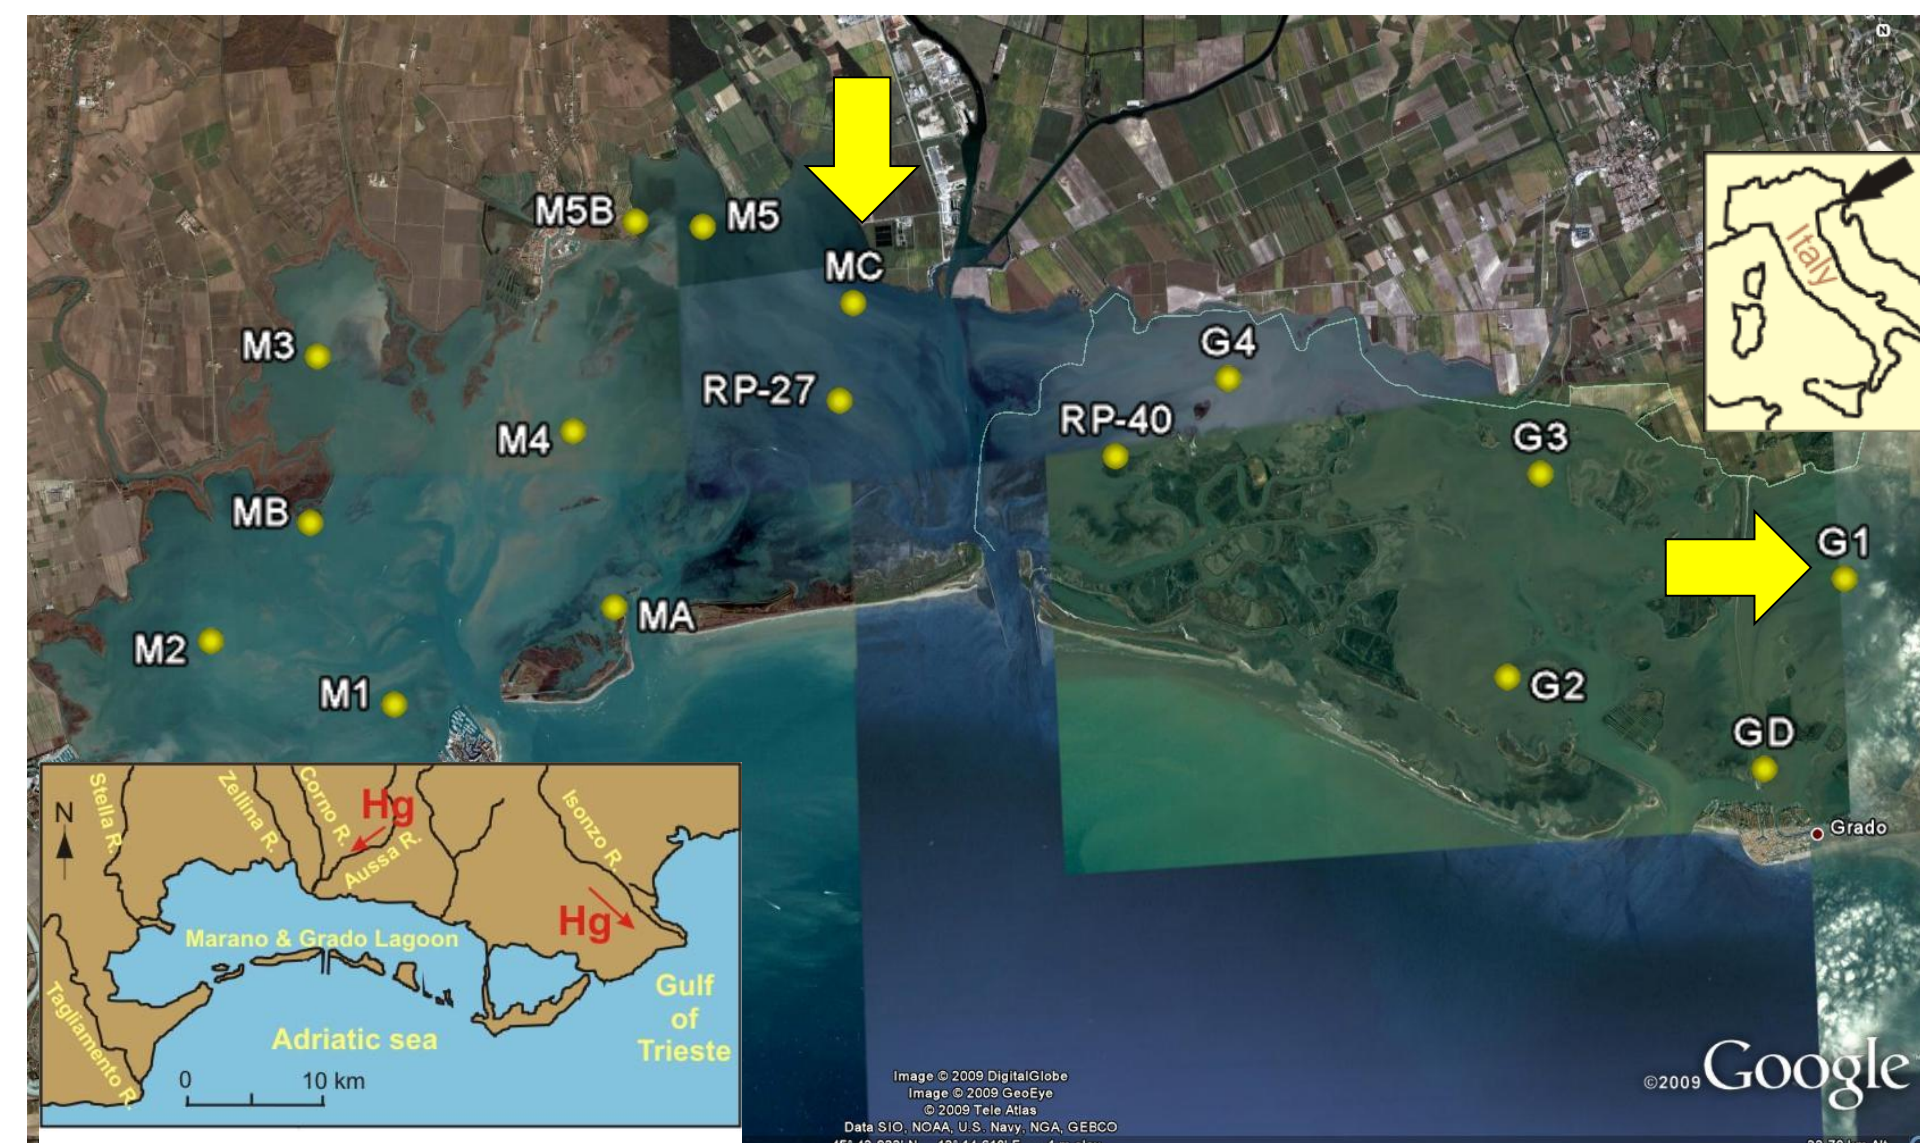 N
M5B
M5
MC
Italy
M3
G4
RP-27
RP-40
M4
G3
MB
G1
MA
M2
G2
M1
GD
Grado
N
Stella R.
Zellina R.
Corno R.
Hg
Aussa R.
Isonzo R.
Hg
Marano & Grado Lagoon
Gulf
of
Trieste
Adriatic sea
Tagliamento R.
0 10 km
Image © 2009 DigitalGlobe
Image © 2009 GeoEye
© 2009 Tele Atlas
Data SIO, NOAA, U.S. Navy, NGA, GEBCO
©2009 Google